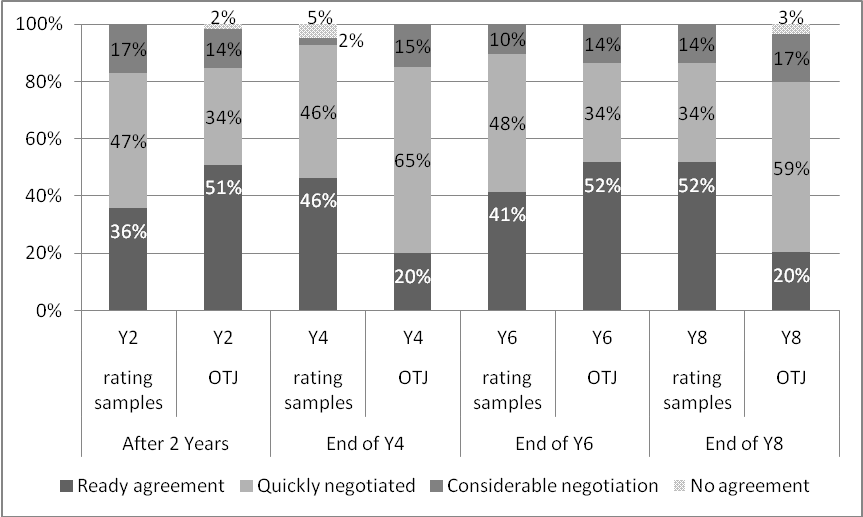 2% 5% 3%
100%
17% 14% 2% 15% 10% 14% 14% 17%
80%
47% 34% 46% 65% 48% 34% 34% 59%
60%
36% 51% 46% 20% 41% 52% 52% 20%
40%
20%
0%
Y2 Y2 Y4 Y4 Y6 Y6 Y8 Y8
rating OTJ rating OTJ rating OTJ rating OTJ
samples samples samples samples
After 2 Years End of Y4 End of Y6 End of Y8
Ready agreement Quickly negotiated Considerable negotiation No agreement